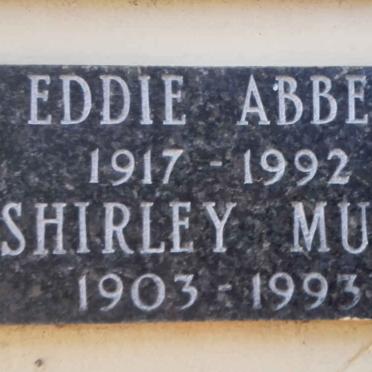 EDDIE ABBE
1917 - 1992
SHIRLEY MU
1903 - 1993